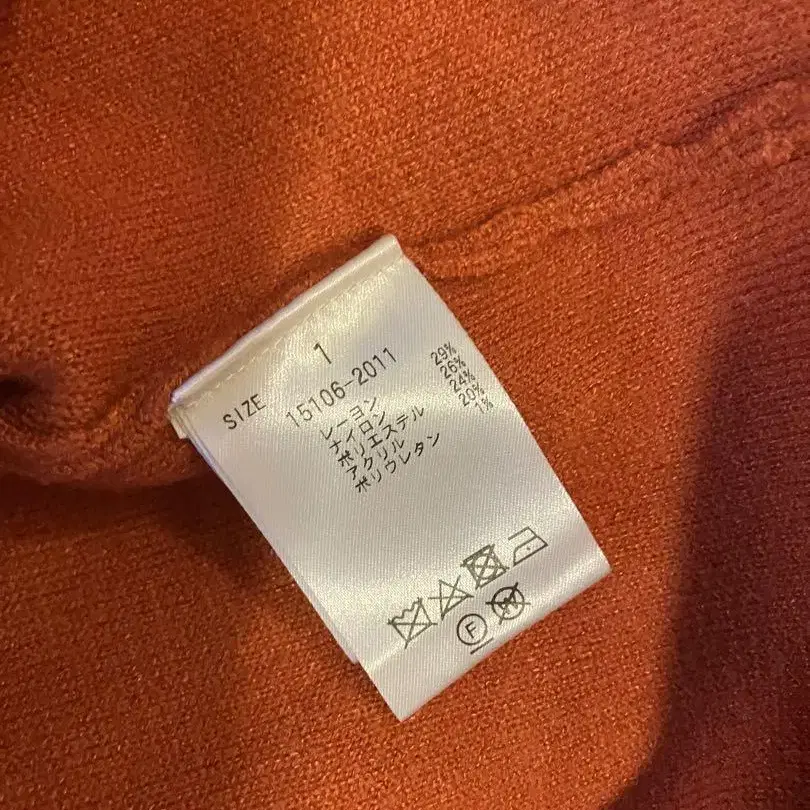 SIZE 1
15106-2011
レーヨン 29%
ナイロン 26%
ポリエステル 24%
アクリル 20%
ポリウレタン 1%
F W